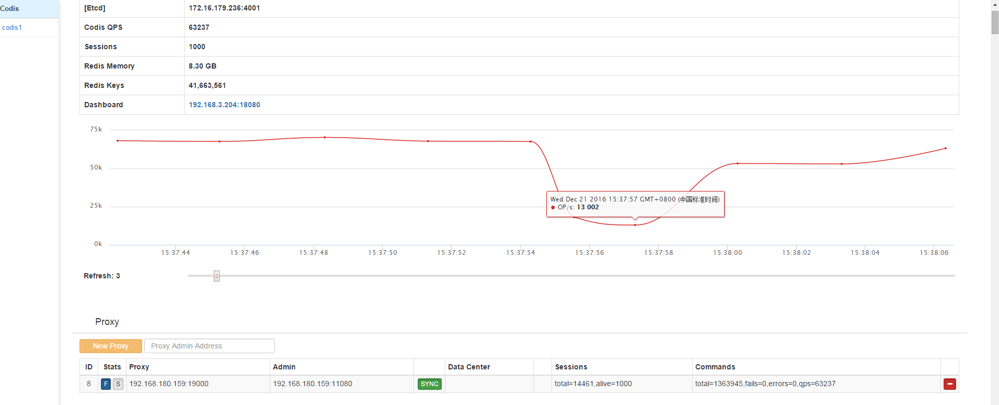 Codis
codis1
[Etcd] 172.16.179.236:4001
Codis QPS 63237
Sessions 1000
Redis Memory 8.30 GB
Redis Keys 41,663,561
Dashboard 192.168.3.204:18080
75k
50k
25k
0k
Wed Dec 21 2016 15:37:57 GMT+0800 (中国标准时间)
● OP/s: 13 002
15:37:44 15:37:46 15:37:48 15:37:50 15:37:52 15:37:54 15:37:56 15:37:58 15:38:00 15:38:02 15:38:04 15:38:06
Refresh: 3
Proxy
New Proxy Proxy Admin Address
ID Stats Proxy Admin Data Center Sessions Commands
8 F S 192.168.180.159:19000 192.168.180.159:11080 SYNC total=14461,alive=1000 total=1363945,fails=0,errors=0,qps=63237